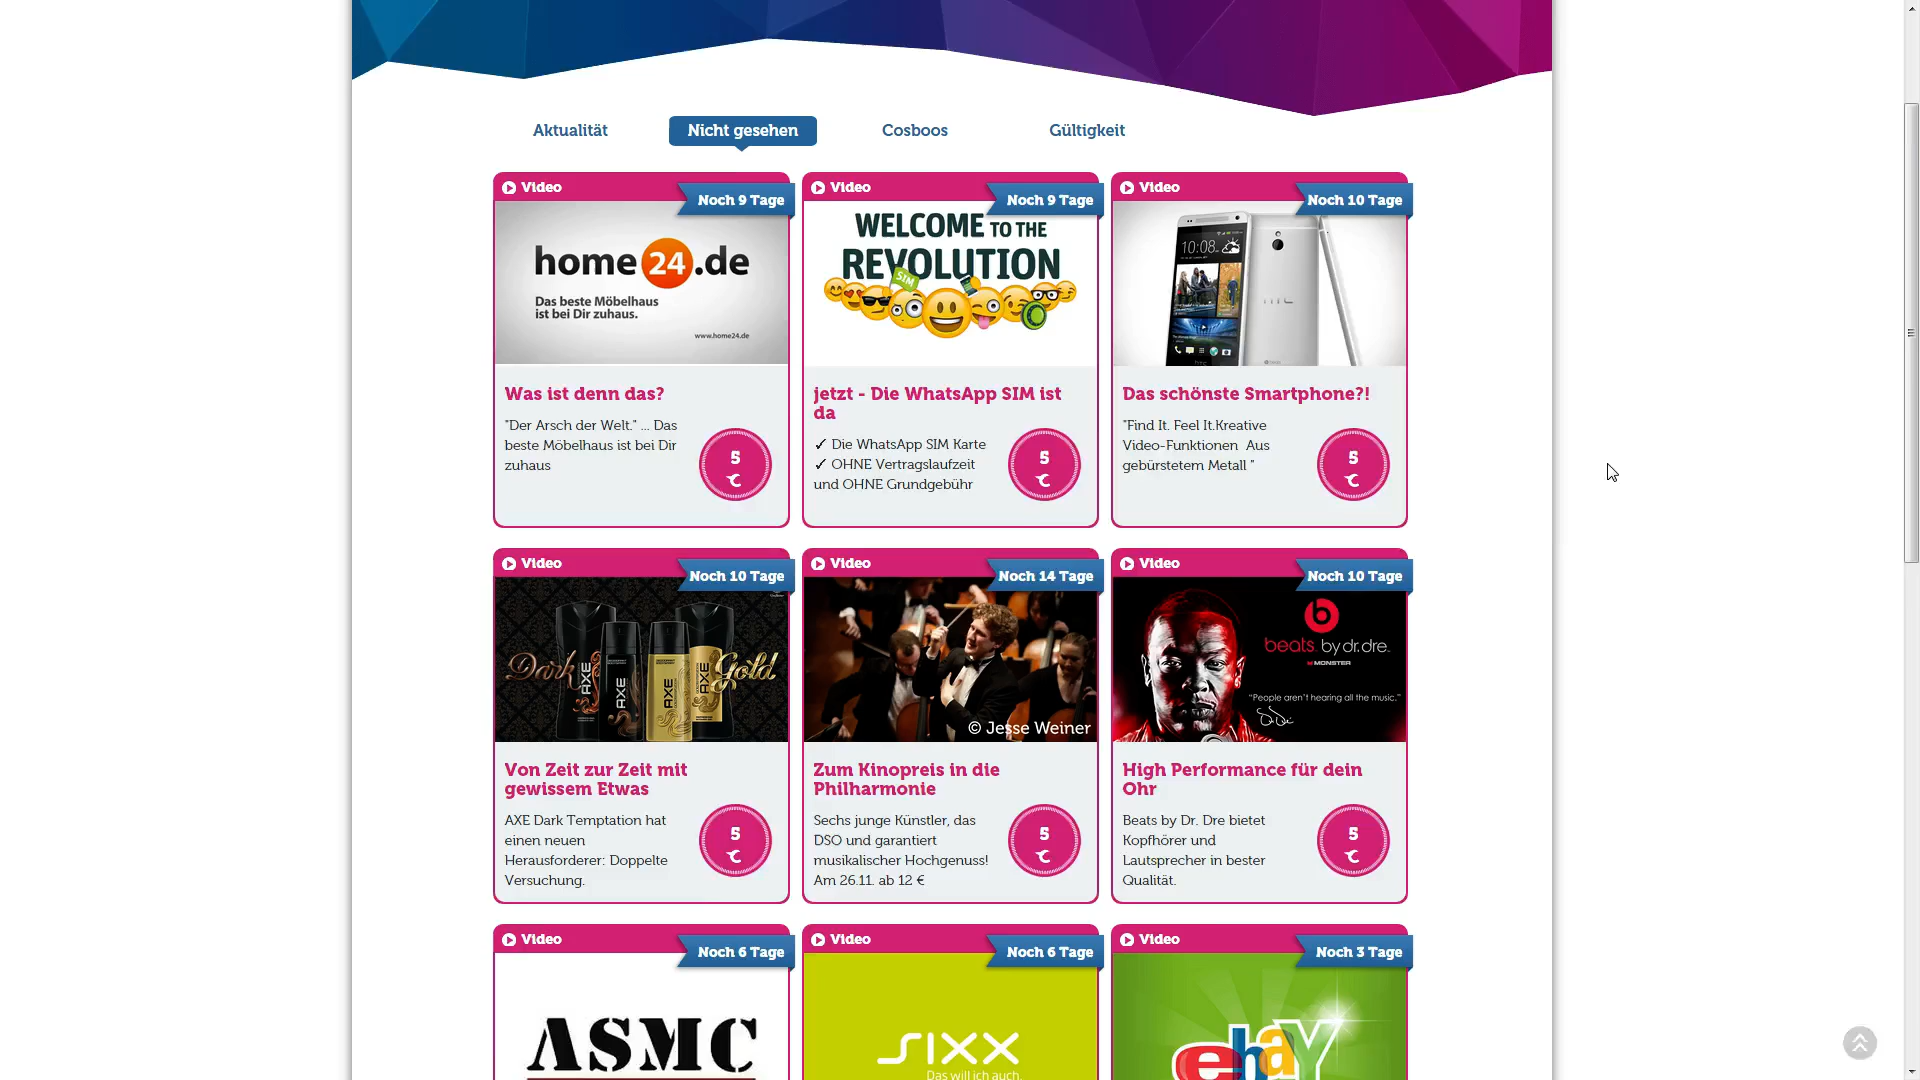 Aktualität
Nicht gesehen
Cosboos
Gültigkeit
Video
Noch 9 Tage
home24.de
Das beste Möbelhaus
ist bei Dir zuhaus.
www.home24.de
Was ist denn das?
"Der Arsch der Welt." ... Das
beste Möbelhaus ist bei Dir
zuhaus
5
Video
Noch 9 Tage
WELCOME TO THE
REVOLUTION
SIM
jetzt - Die WhatsApp SIM ist
da
✓ Die WhatsApp SIM Karte
✓ OHNE Vertragslaufzeit
und OHNE Grundgebühr
5
Video
Noch 10 Tage
10:08
hTC
Das schönste Smartphone?!
"Find It. Feel It.Kreative
Video-Funktionen Aus
gebürstetem Metall "
5
Video
Noch 10 Tage
Dark
Gold
AXE
AXE
AXE
AXE
Von Zeit zur Zeit mit
gewissem Etwas
AXE Dark Temptation hat
einen neuen
Herausforderer: Doppelte
Versuchung.
5
Video
Noch 14 Tage
© Jesse Weiner
Zum Kinopreis in die
Philharmonie
Sechs junge Künstler, das
DSO und garantiert
musikalischer Hochgenuss!
Am 26.11. ab 12 €
5
Video
Noch 10 Tage
b
beats by dr. dre
MONSTER
"People aren't hearing all the music."
High Performance für dein
Ohr
Beats by Dr. Dre bietet
Kopfhörer und
Lautsprecher in bester
Qualität.
5
Video
Noch 6 Tage
ASMC
Video
Noch 6 Tage
sixx
Das will ich auch.
Video
Noch 3 Tage
ebay